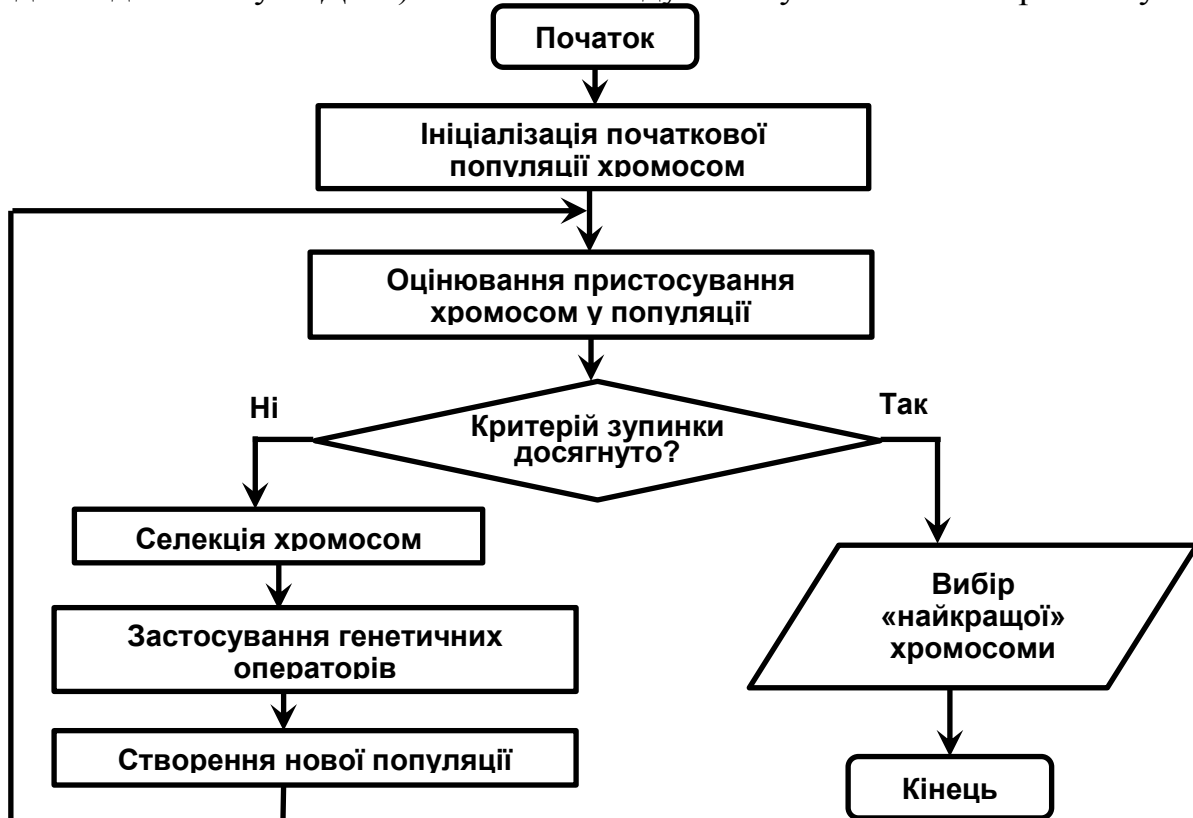 Початок
Ініціалізація початкової
популяції хромосом
Оцінювання пристосування
хромосом у популяції
Ні
Так
Критерій зупинки
досягнуто?
Селекція хромосом
Застосування генетичних
операторів
Створення нової популяції
Вибір
«найкращої»
хромосоми
Кінець